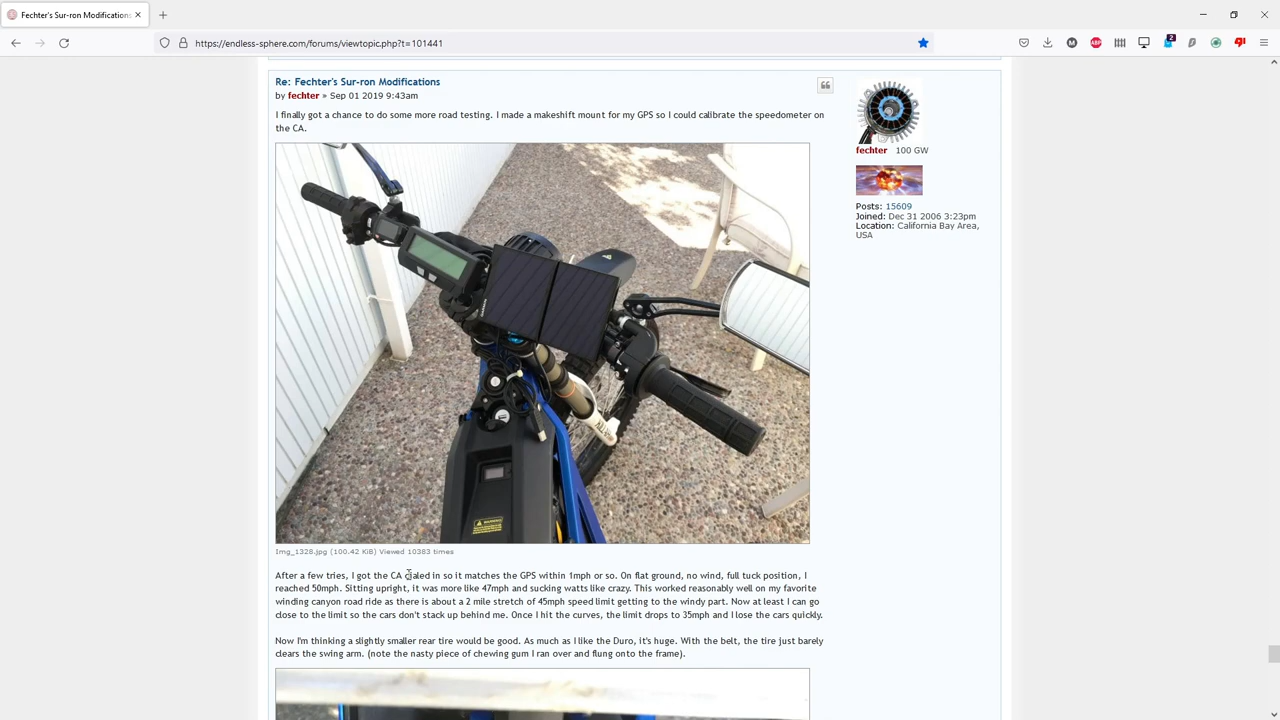 Fechter's Sur-ron Modifications
https://endless-sphere.com/forums/viewtopic.php?t=101441
2
Re: Fechter's Sur-ron Modifications
by fechter » Sep 01 2019 9:43am
I finally got a chance to do some more road testing. I made a makeshift mount for my GPS so I could calibrate the speedometer on
the CA.
fechter 100 GW
Posts: 15609
Joined: Dec 31 2006 3:23pm
Location: California Bay Area,
USA
WARNING
Img_1328.jpg (100.42 KiB) Viewed 10383 times
After a few tries, I got the CA dialed in so it matches the GPS within 1mph or so. On flat ground, no wind, full tuck position, I
reached 50mph. Sitting upright, it was more like 47mph and sucking watts like crazy. This worked reasonably well on my favorite
winding canyon road ride as there is about a 2 mile stretch of 45mph speed limit getting to the windy part. Now at least I can go
close to the limit so the cars don't stack up behind me. Once I hit the curves, the limit drops to 35mph and I lose the cars quickly.
Now I'm thinking a slightly smaller rear tire would be good. As much as I like the Duro, it's huge. With the belt, the tire just barely
clears the swing arm. (note the nasty piece of chewing gum I ran over and flung onto the frame).